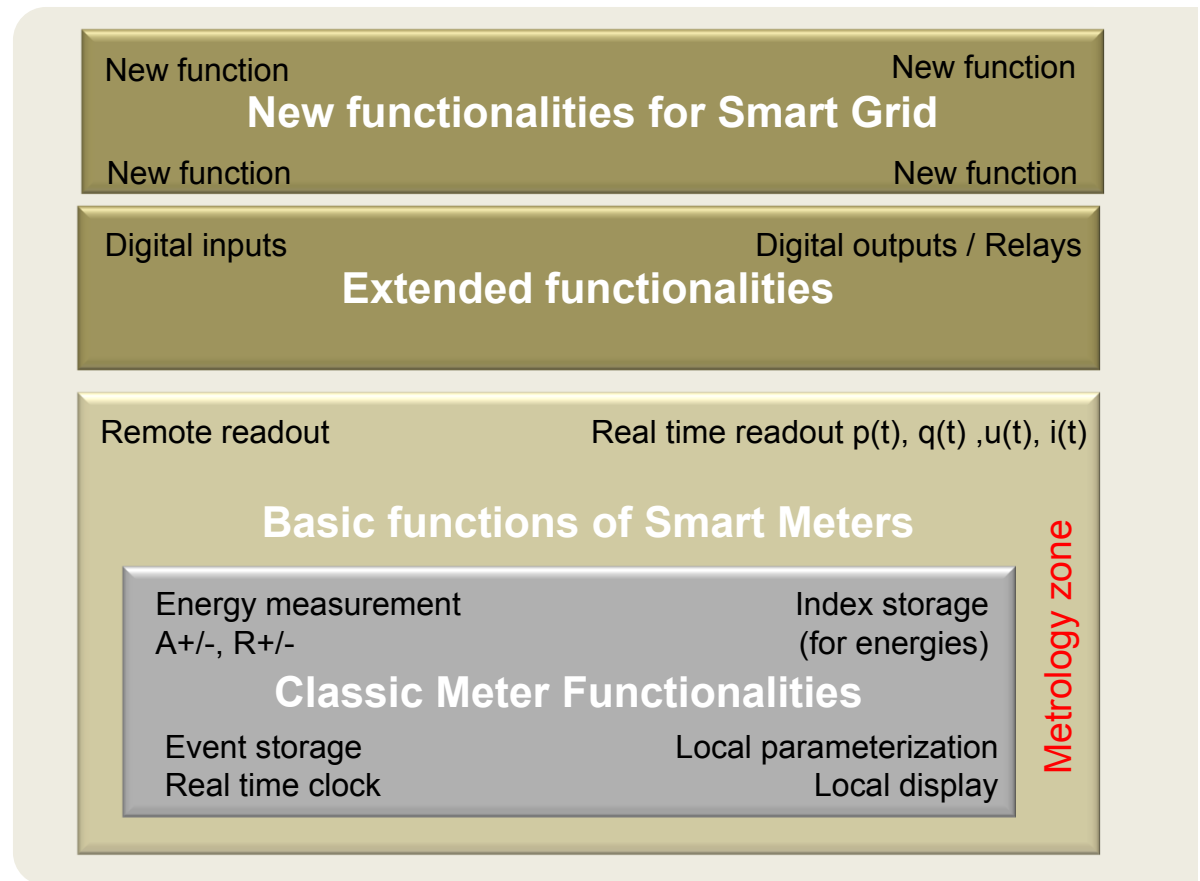 New function New function
New functionalities for Smart Grid
New function New function
Digital inputs Digital outputs / Relays
Extended functionalities
Remote readout Real time readout p(t), q(t) ,u(t), i(t)
Basic functions of Smart Meters
Energy measurement Index storage
A+/-, R+/- (for energies)
Classic Meter Functionalities
Event storage Local parameterization
Real time clock Local display
Metrology zone